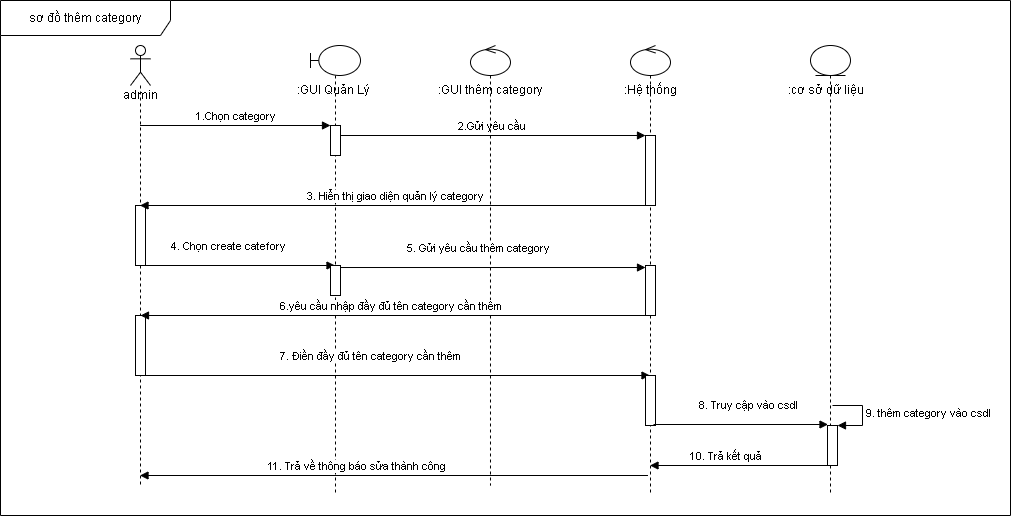 sơ đồ thêm category
admin
:GUI Quản Lý
:GUI thêm category
:Hệ thống
:cơ sở dữ liệu
1.Chọn category
2.Gửi yêu cầu
3. Hiển thị giao diện quản lý category
4. Chọn create catefory
5. Gửi yêu cầu thêm category
6.yêu cầu nhập đầy đủ tên category cần thêm
7. Điền đầy đủ tên category cần thêm
8. Truy cập vào csdl
9. thêm category vào csdl
10. Trả kết quả
11. Trả về thông báo sửa thành công